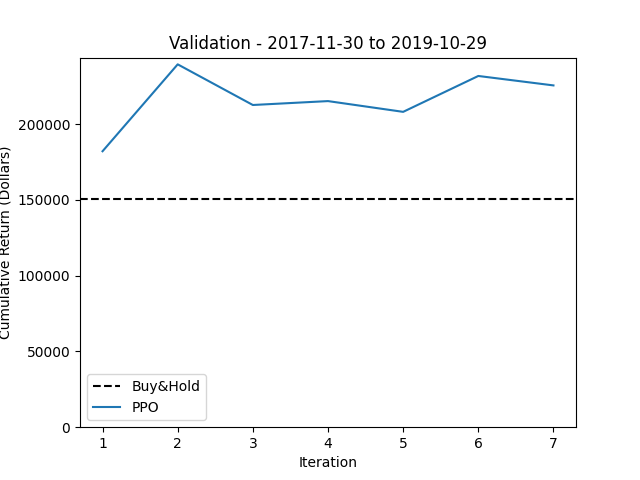 Validation - 2017-11-30 to 2019-10-29
Cumulative Return (Dollars)
200000
150000
100000
50000
0
Buy&Hold
PPO
1 2 3 4 5 6 7
Iteration